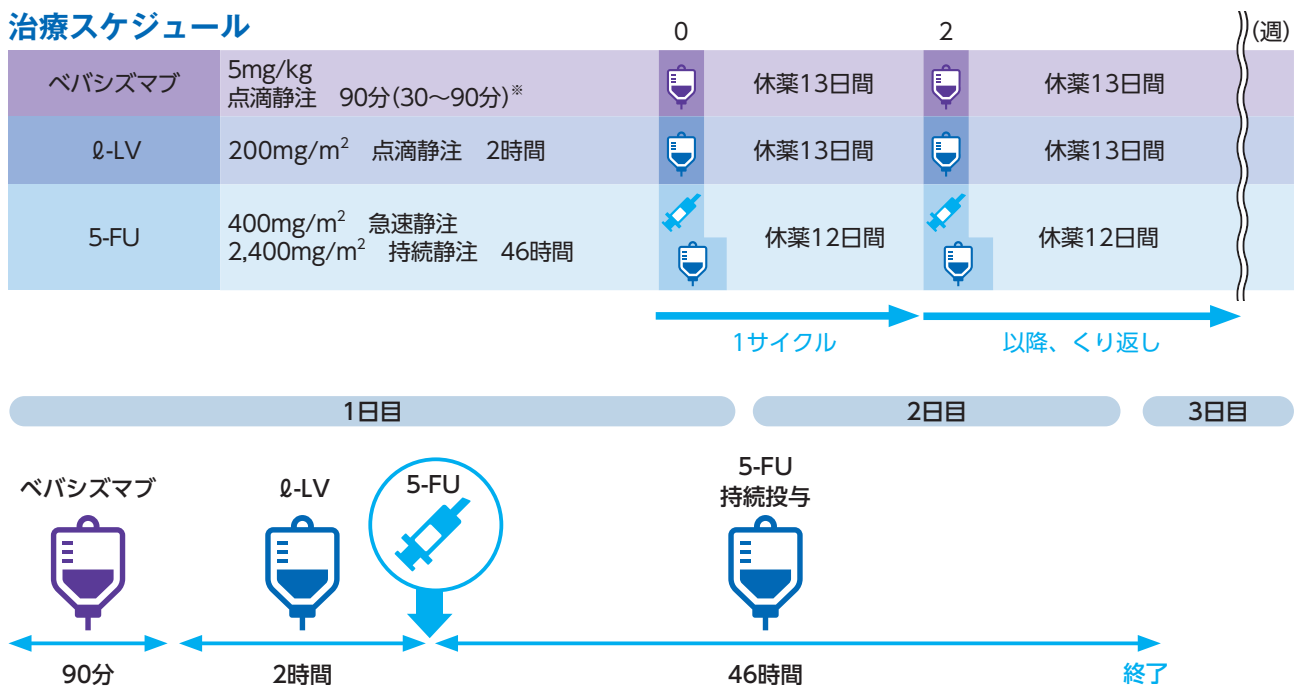 治療スケジュール
0 2 (週)
ベバシズマブ 5mg/kg
点滴静注 90分(30～90分)※ 休薬13日間 休薬13日間
ℓ-LV 200mg/m² 点滴静注 2時間 休薬13日間 休薬13日間
5-FU 400mg/m² 急速静注
2,400mg/m² 持続静注 46時間 休薬12日間 休薬12日間
1サイクル 以降、くり返し
1日目 2日目 3日目
ベバシズマブ ℓ-LV 5-FU 5-FU
持続投与
90分 2時間 46時間 終了